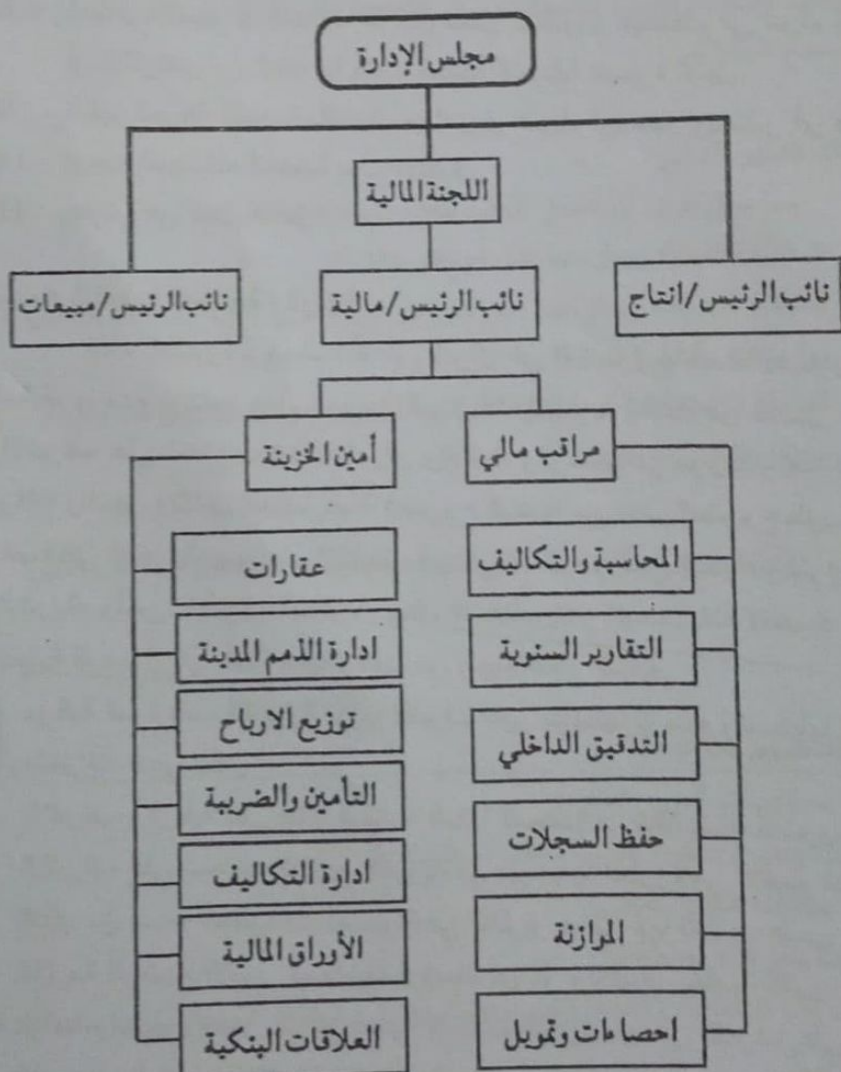 مجلس الإدارة
اللجنة المالية
نائب الرئيس/انتاج
نائب الرئيس/مالية
نائب الرئيس/مبيعات
مراقب مالي
أمين الخزينة
المحاسبة والتكاليف
التقارير السنوية
التدقيق الداخلي
حفظ السجلات
المرازنة
احصاءات وتمويل
عقارات
ادارة الذمم المدينة
توزيع الارباح
التأمين والضريبة
ادارة التكاليف
الأوراق المالية
العلاقات البنكية